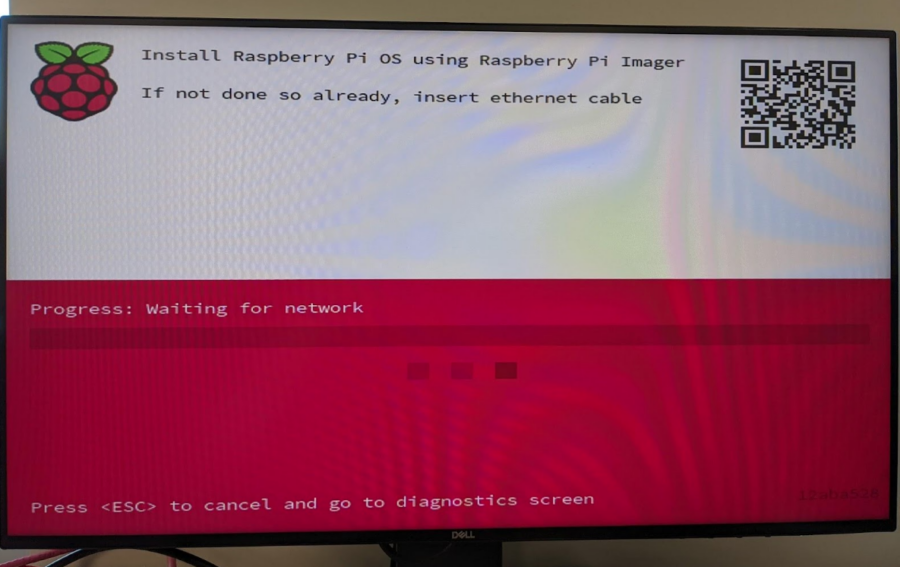 Install Raspberry Pi OS using Raspberry Pi Imager
If not done so already, insert ethernet cable
Progress: Waiting for network
Press <ESC> to cancel and go to diagnostics screen
DELL